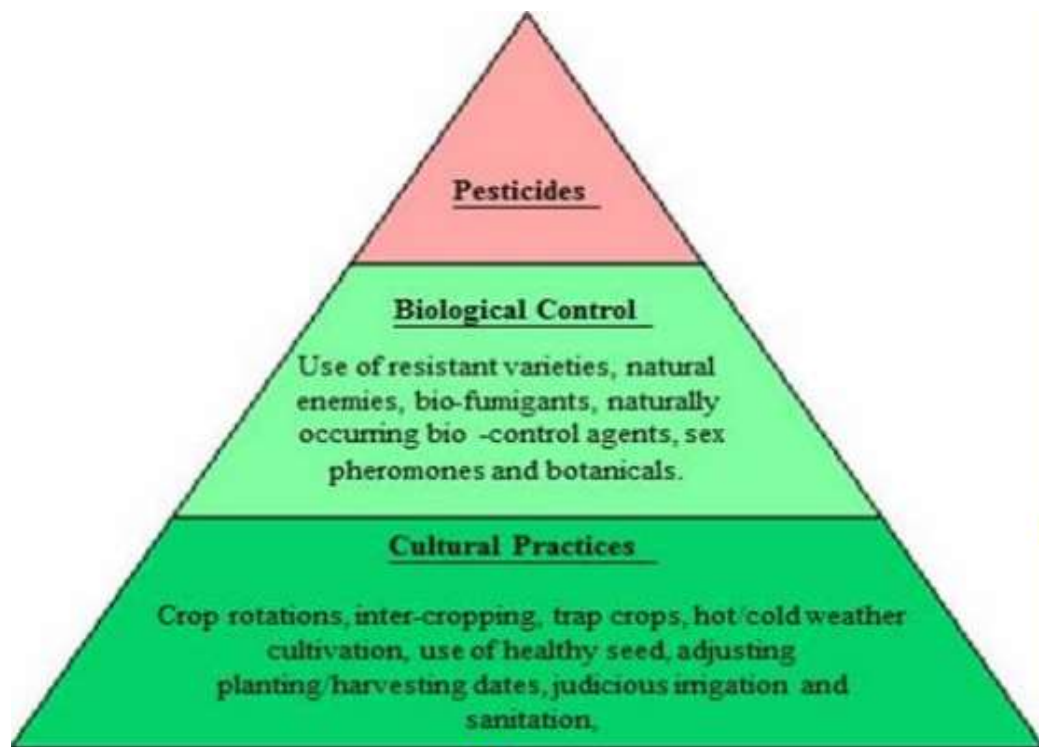 Pesticides
Biological Control
Use of resistant varieties, natural
enemies, bio-fumigants, naturally
occurring bio -control agents, sex
pheromones and botanicals.
Cultural Practices
Crop rotations, inter-cropping, trap crops, hot/cold weather
cultivation, use of healthy seed, adjusting
planting/harvesting dates, judicious irrigation and
sanitation,